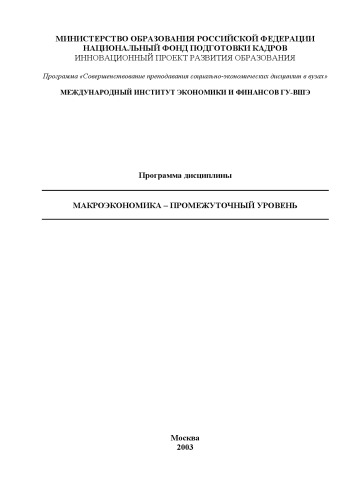 МИНИСТЕРСТВО ОБРАЗОВАНИЯ РОССИЙСКОЙ ФЕДЕРАЦИИ
НАЦИОНАЛЬНЫЙ ФОНД ПОДГОТОВКИ КАДРОВ
ИННОВАЦИОННЫЙ ПРОЕКТ РАЗВИТИЯ ОБРАЗОВАНИЯ
Программа «Совершенствование преподавания социально-экономических дисциплин в вузах»
МЕЖДУНАРОДНЫЙ ИНСТИТУТ ЭКОНОМИКИ И ФИНАНСОВ ГУ-ВШЭ
Программа дисциплины
МАКРОЭКОНОМИКА – ПРОМЕЖУТОЧНЫЙ УРОВЕНЬ
Москва
2003